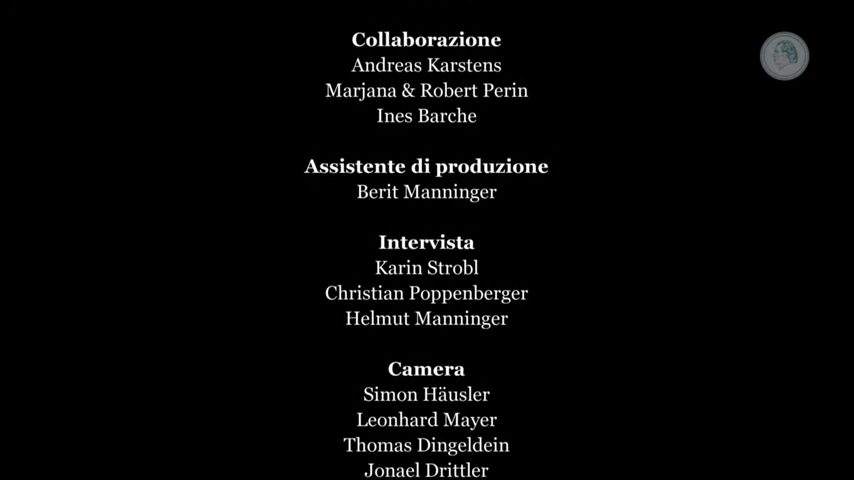 Collaborazione
Andreas Karstens
Marjana & Robert Perin
Ines Barche
Assistente di produzione
Berit Manninger
Intervista
Karin Strobl
Christian Poppenberger
Helmut Manninger
Camera
Simon Häusler
Leonhard Mayer
Thomas Dingeldein
Jonael Drittler